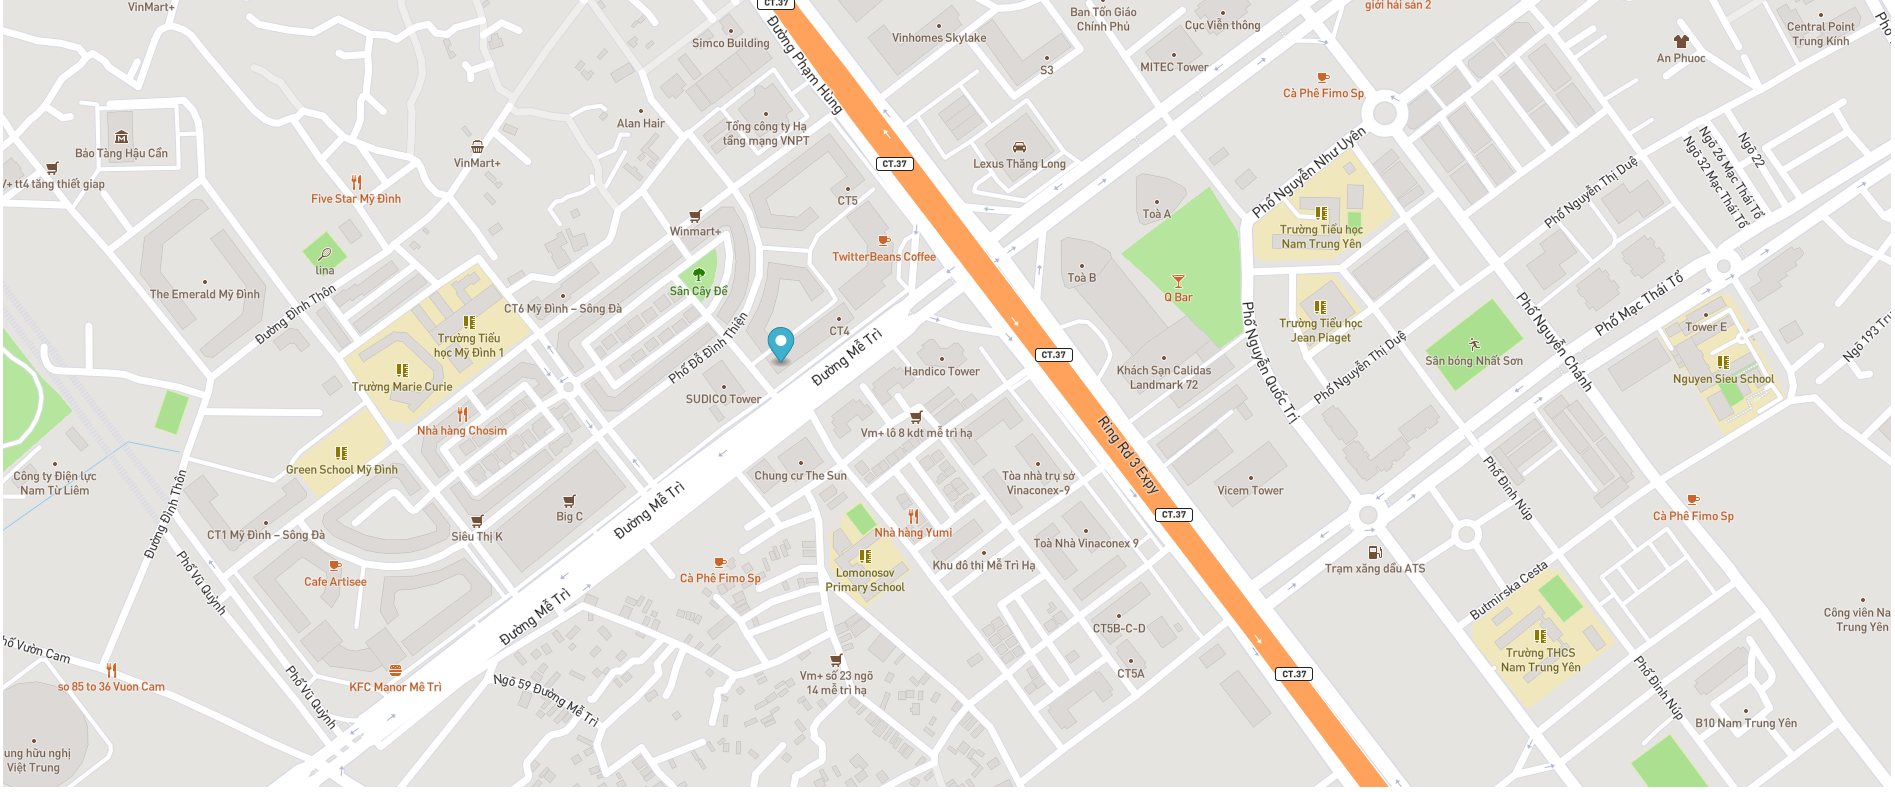 VinMart+
CT.37
giới hải sản 2
Ban Tôn Giáo
Chính Phủ
Cục Viễn thông
Central Point
Trung Kính
Simco Building
Vinhomes Skylake
Đường Phạm Hùng
S3
MITEC Tower
An Phuoc
Cà Phê Fimo Sp
Alan Hair
Tổng công ty Hạ
tầng mạng VNPT
Bảo Tàng Hậu Cần
VinMart+
CT.37
Lexus Thăng Long
Phố Nguyễn Như Uyên
Ngõ 22
Ngõ 26 Mạc Thái Tổ
Ngõ 32 Mạc Thái Tổ
V+ tt4 tăng thiết giap
Five Star Mỹ Đình
CT5
Toà A
Phố Nguyễn Thị Duệ
Winmart+
Trường Tiểu học
Nam Trung Yên
TwitterBeans Coffee
lina
Toà B
Sân Cây Đề
Q Bar
The Emerald Mỹ Đình
CT6 Mỹ Đình – Sông Đà
Đường Đình Thôn
Phố Mạc Thái Tổ
Phố Nguyễn Chánh
Trường Tiểu học
Jean Piaget
Tower E
CT4
Trường Tiểu
học Mỹ Đình 1
Phố Đỗ Đình Thiện
Đường Mễ Trì
CT.37
Phố Nguyễn Quốc Trị
Phố Nguyễn Thị Duệ
Sân bóng Nhất Sơn
Handico Tower
Khách Sạn Calidas
Landmark 72
Nguyen Sieu School
Trường Marie Curie
SUDICO Tower
Nhà hàng Chosim
Vm+ lô 8 kdt mễ trì hạ
Ring Rd 3 Expy
Green School Mỹ Đình
Chung cư The Sun
Tòa nhà trụ sở
Vinaconex-9
Công ty Điện lực
Nam Từ Liêm
Vicem Tower
Phố Đình Núp
Đường Mễ Trì
Big C
CT.37
Cà Phê Fimo Sp
Đường Đình Thôn
CT1 Mỹ Đình – Sông Đà
Siêu Thị K
Nhà hàng Yumi
Toà Nhà Vinaconex 9
Khu đô thị Mễ Trì Hạ
Trạm xăng dầu ATS
Cafe Artisee
Cà Phê Fimo Sp
Lomonosov
Primary School
Phố Vũ Quỳnh
Butmirska Cesta
Đường Mễ Trì
CT5B-C-D
Công viên Na
Trung Yên
Trường THCS
Nam Trung Yên
CT5A
CT.37
Phố Đình Núp
so 85 to 36 Vuon Cam
KFC Manor Mê Trì
Phố Vũ Quỳnh
Vm+ số 23 ngõ
14 mễ trì hạ
Ngõ 59 Đường Mễ Trì
B10 Nam Trung Yên
ung hữu nghị
Việt Trung